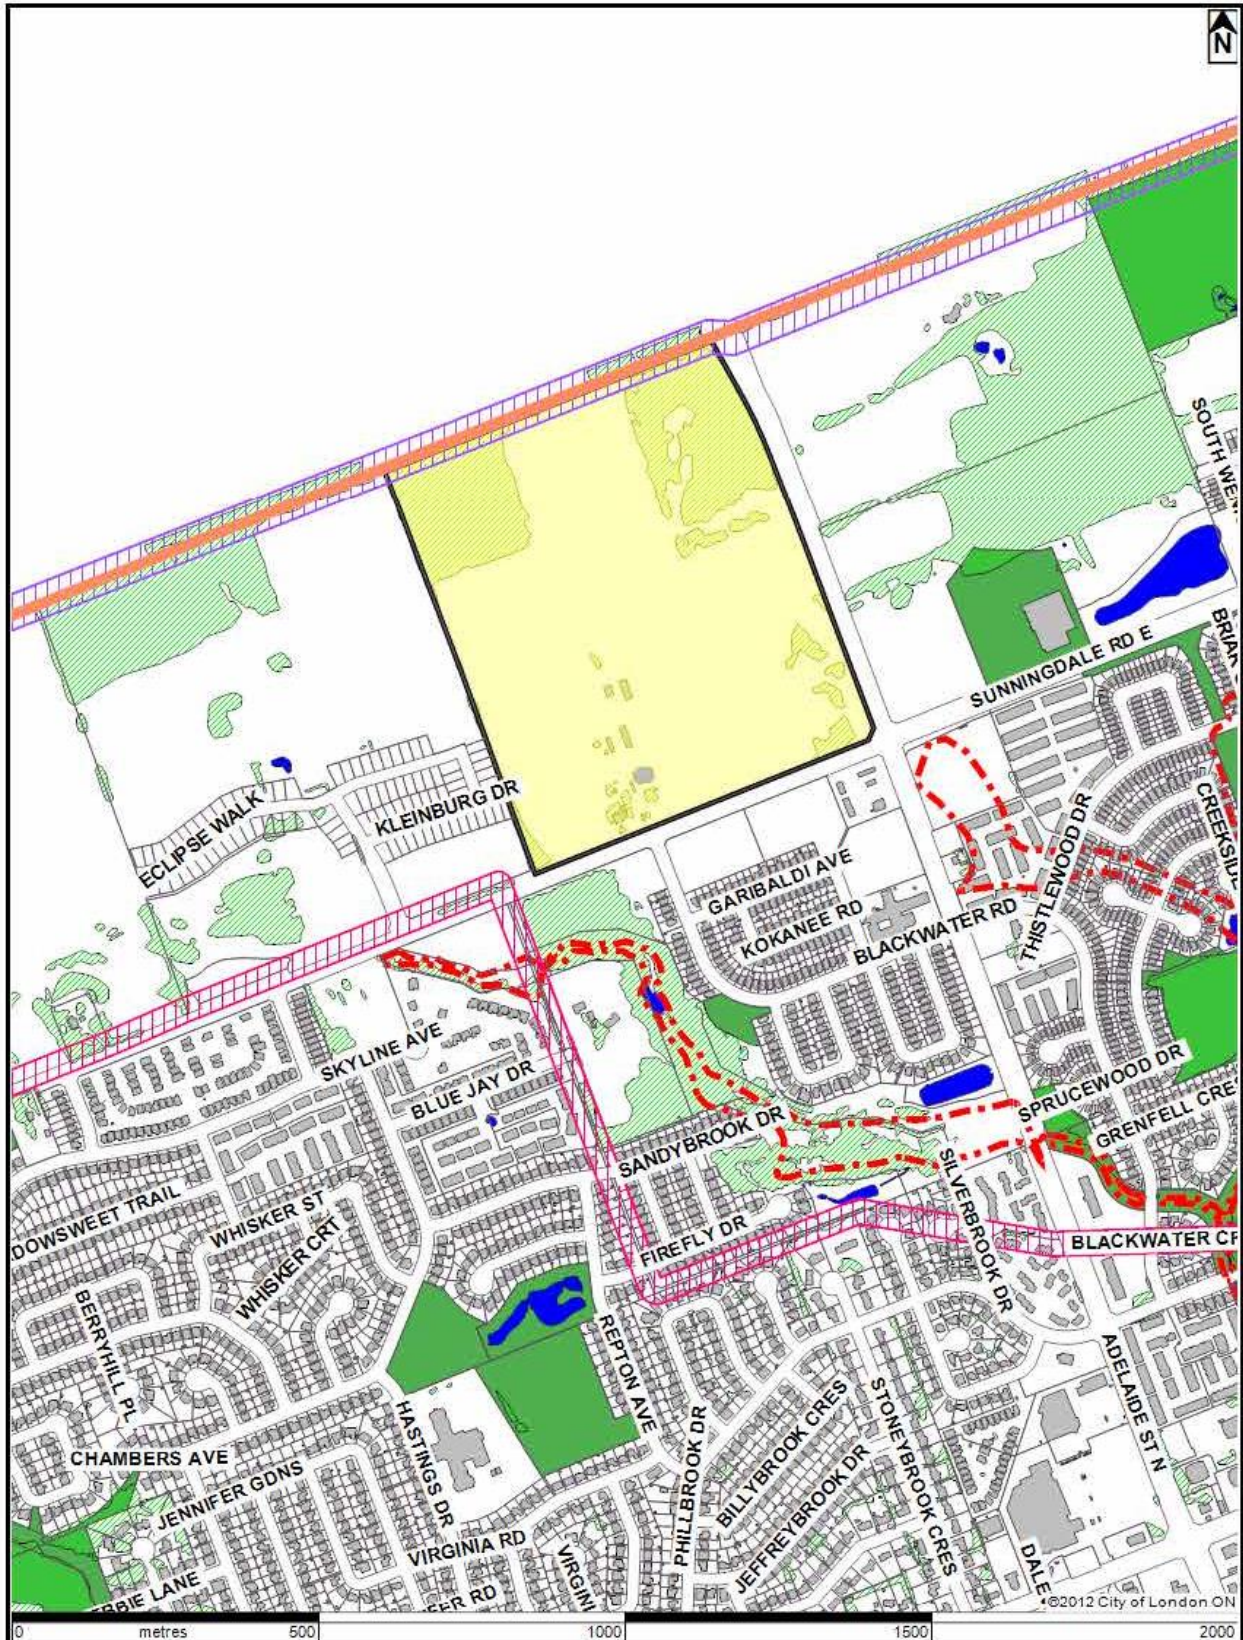 N
SOUTH WEN
SUNNINGDALE RD E
BRIAR
KLEINBURG DR
ECLIPSE WALK
CREEKSIDE
THISTLEWOOD DR
GARIBALDI AVE
KOKANEE RD
BLACKWATER RD
SKYLINE AVE
BLUE JAY DR
SPRUCEWOOD DR
GRENFELL CRES
SANDYBROOK DR
SILVERBROOK DR
DOWSWEET TRAIL
WHISKER ST
WHISKER CRT
FIREFLY DR
BLACKWATER CR
BERRYHILL PL
REPTON AVE
ADELAIDE ST N
HASTINGS DR
PHILLBROOK DR
BILLYBROOK CRES
STONEYBROOK CRES
JEFFREYBROOK DR
CHAMBERS AVE
JENNIFER GDNS
VIRGINIA RD
VIRGINI
DALE
EBBIE LANE
FER RD
©2012 City of London ON
0 metres 500 1000 1500 2000